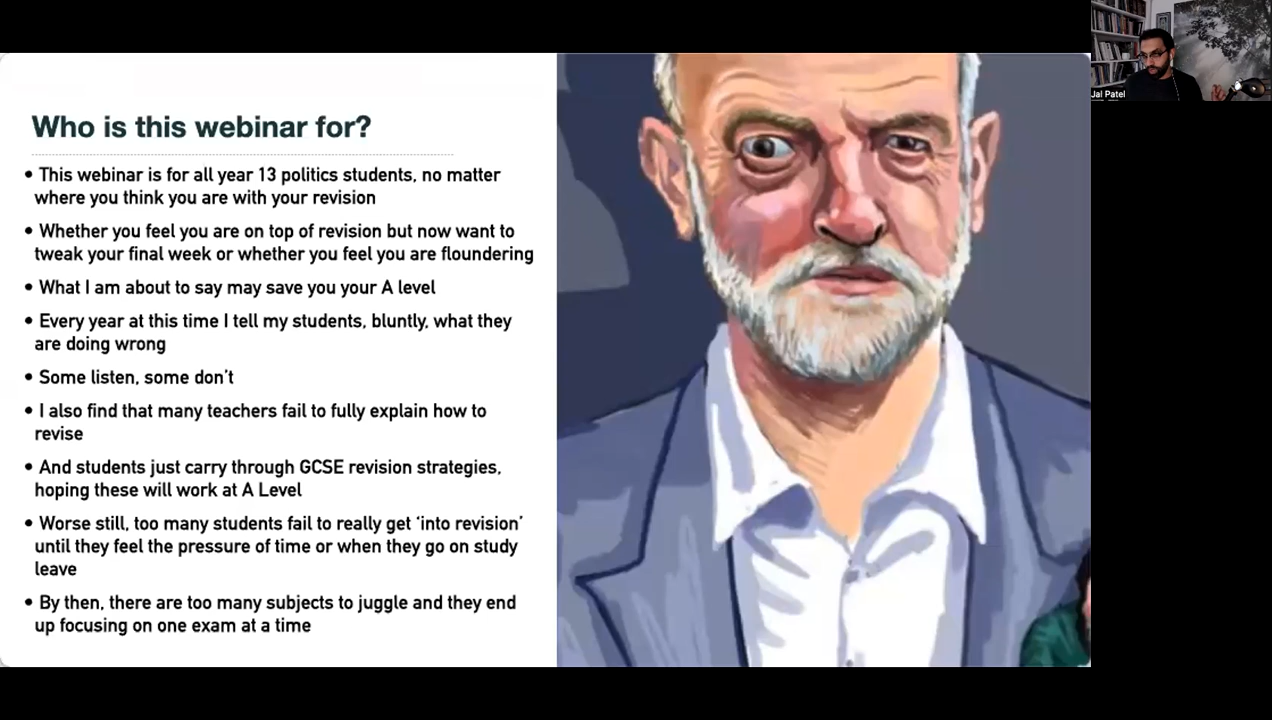 Who is this webinar for?
• This webinar is for all year 13 politics students, no matter
where you think you are with your revision
• Whether you feel you are on top of revision but now want to
tweak your final week or whether you feel you are floundering
• What I am about to say may save you your A level
• Every year at this time I tell my students, bluntly, what they
are doing wrong
• Some listen, some don't
• I also find that many teachers fail to fully explain how to
revise
• And students just carry through GCSE revision strategies,
hoping these will work at A Level
• Worse still, too many students fail to really get 'into revision'
until they feel the pressure of time or when they go on study
leave
• By then, there are too many subjects to juggle and they end
up focusing on one exam at a time
Jal Patel